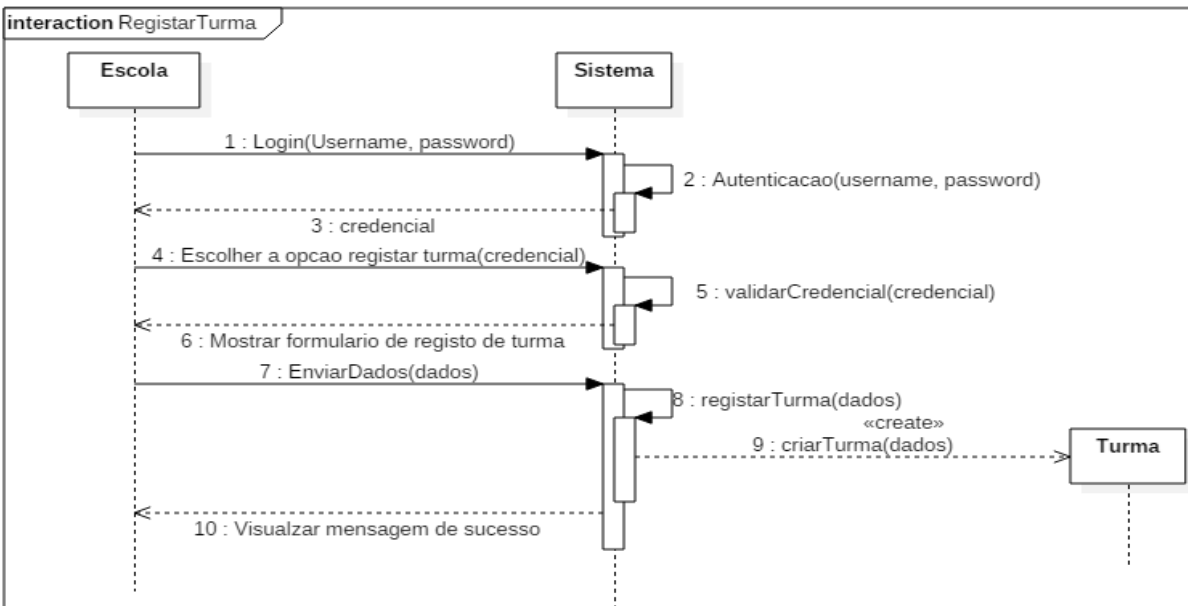 interaction RegistarTurma
Escola
Sistema
1 : Login(Username, password)
2 : Autenticacao(username, password)
3 : credencial
4 : Escolher a opcao registar turma(credencial)
5 : validarCredencial(credencial)
6 : Mostrar formulario de registo de turma
7 : EnviarDados(dados)
8 : registarTurma(dados)
«create»
9 : criarTurma(dados)
Turma
10 : Visualzar mensagem de sucesso